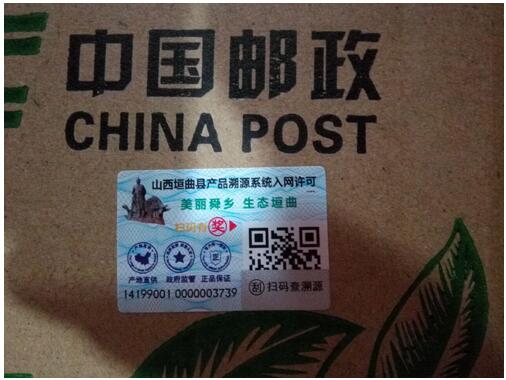 中国邮政
CHINA POST
山西垣曲县产品溯源系统入网许可
美丽舜乡 生态垣曲
扫码有奖
产地直供 政府监管 正品保证
14199001 0000003739
刮 扫码查溯源